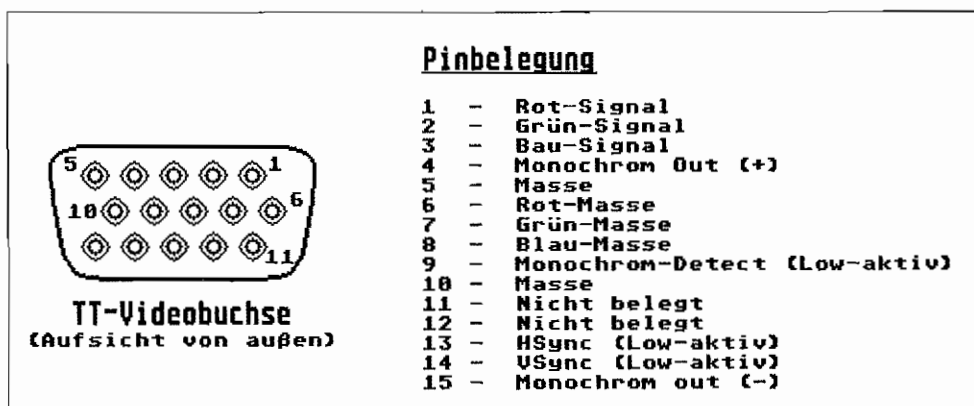 Pinbelegung
1 - Rot-Signal
2 - Grün-Signal
3 - Bau-Signal
4 - Monochrom Out (+)
5 - Masse
6 - Rot-Masse
7 - Grün-Masse
8 - Blau-Masse
9 - Monochrom-Detect (Low-aktiv)
10 - Masse
11 - Nicht belegt
12 - Nicht belegt
13 - HSync (Low-aktiv)
14 - VSync (Low-aktiv)
15 - Monochrom out (-)
5 1
10 6
11
TT-Videobuchse
(Aufsicht von außen)